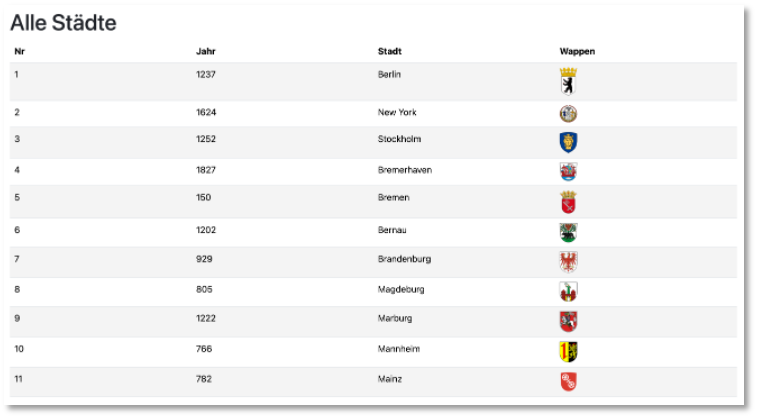 Alle Städte
Nr Jahr Stadt Wappen
1 1237 Berlin
2 1624 New York
3 1252 Stockholm
4 1827 Bremerhaven
5 150 Bremen
6 1202 Bernau
7 929 Brandenburg
8 805 Magdeburg
9 1222 Marburg
10 766 Mannheim
11 782 Mainz